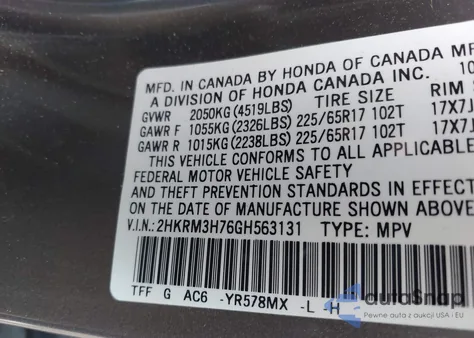 MFD. IN CANADA BY HONDA OF CANADA MF
A DIVISION OF HONDA CANADA INC. 10
GVWR 2050KG(4519LBS) TIRE SIZE RIM
GAWR F 1055KG(2326LBS) 225/65R17 102T 17X7J
GAWR R 1015KG(2238LBS) 225/65R17 102T 17X7J
THIS VEHICLE CONFORMS TO ALL APPLICABLE
FEDERAL MOTOR VEHICLE SAFETY
AND THEFT PREVENTION STANDARDS IN EFFECT
ON THE DATE OF MANUFACTURE SHOWN ABOVE
V.I.N.: 2HKRM3H76GH563131 TYPE: MPV
TFF G AC6 -YR578MX -L -H
autoSnap
Pewne auta z aukcji USA i EU